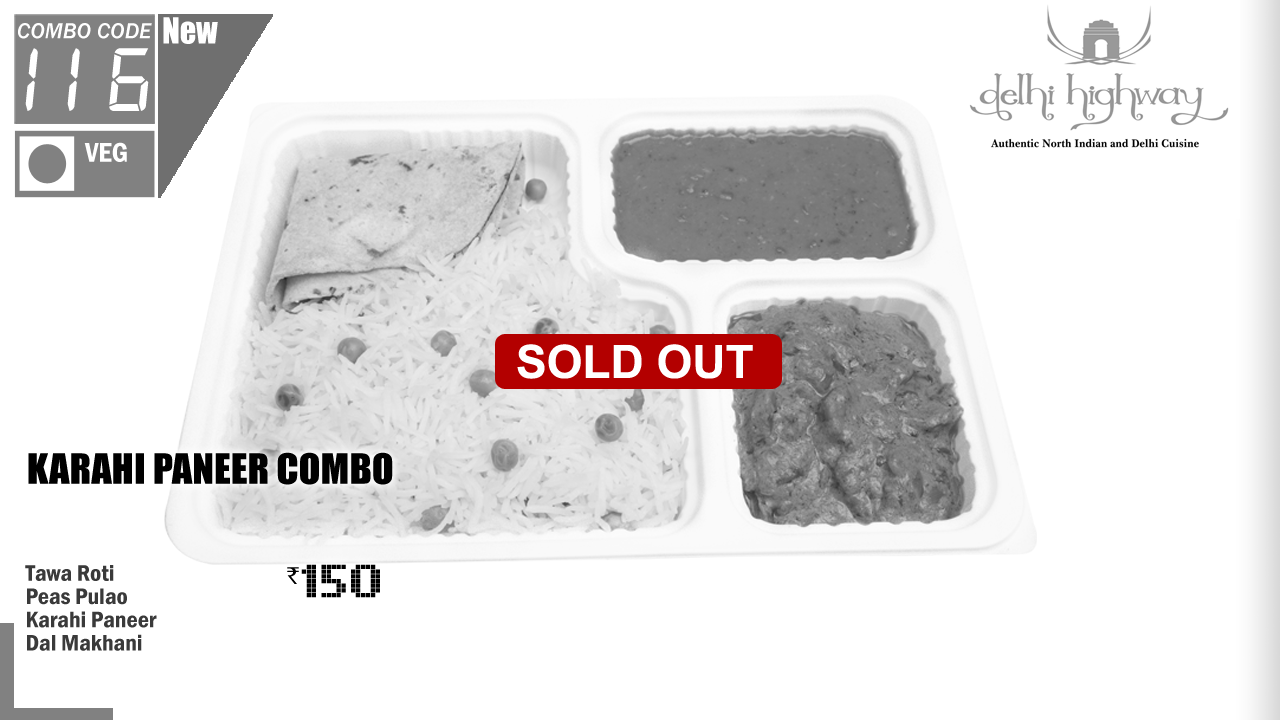 COMBO CODE
116
New
VEG
delhi highway
Authentic North Indian and Delhi Cuisine
SOLD OUT
KARAHI PANEER COMBO
Tawa Roti
Peas Pulao
Karahi Paneer
Dal Makhani
₹150